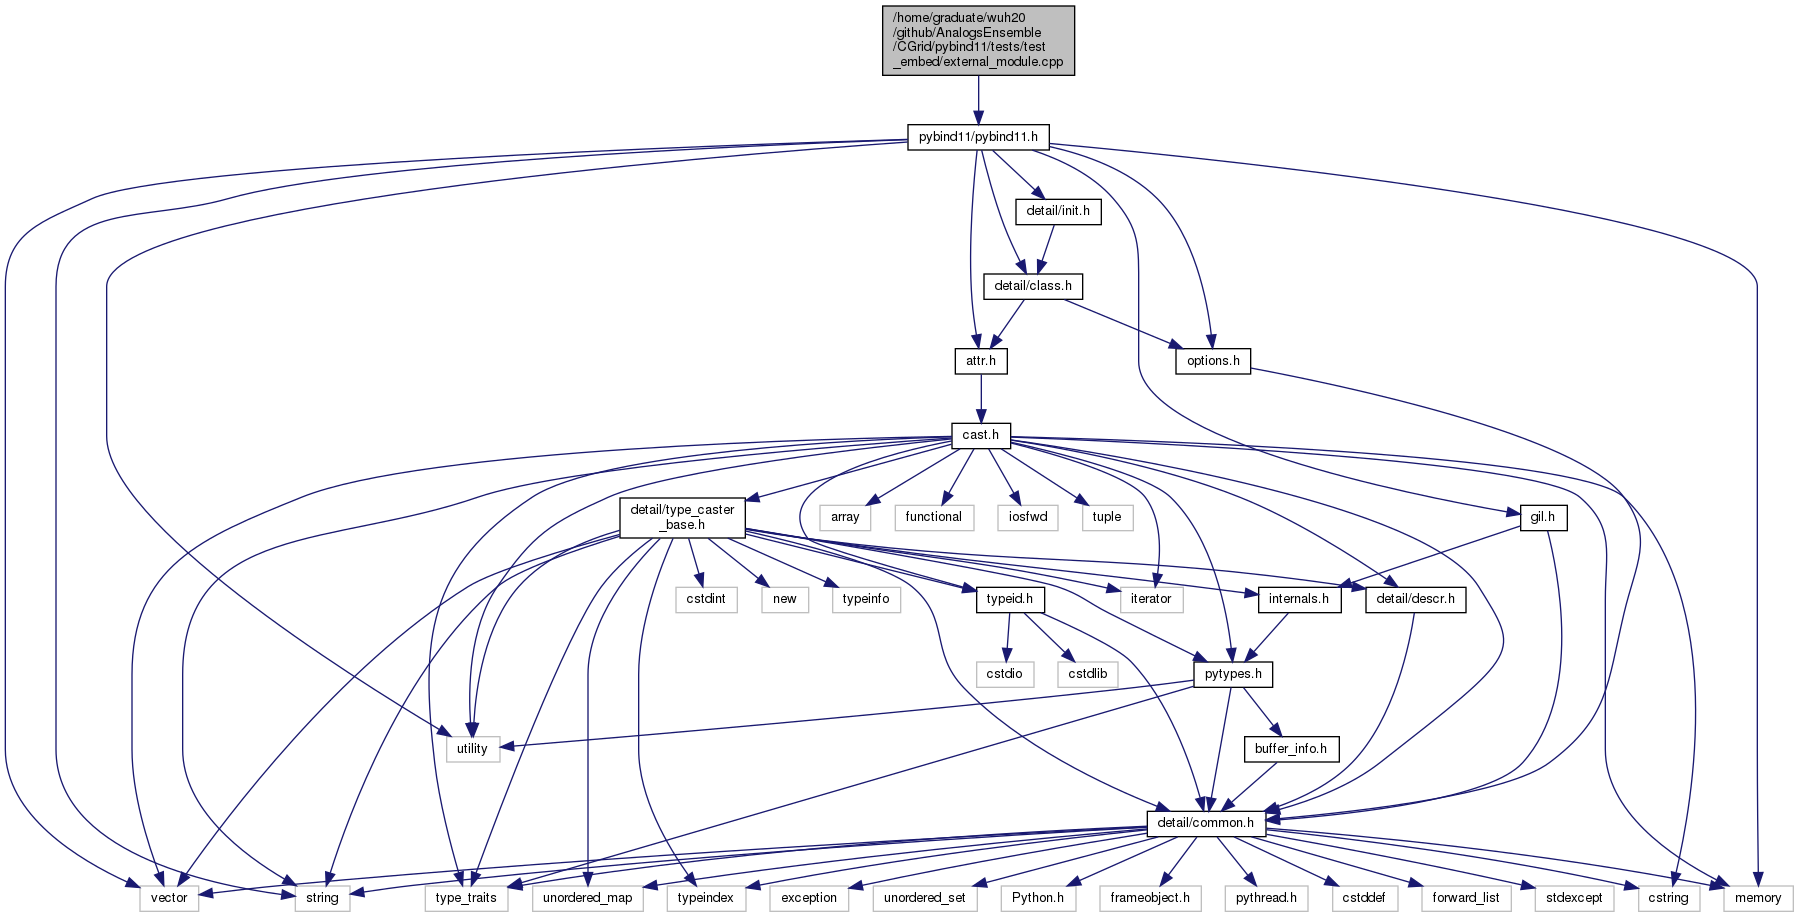 /home/graduate/wuh20
/github/AnalogsEnsemble
/CGrid/pybind11/tests/test
_embed/external_module.cpp
pybind11/pybind11.h
detail/init.h
detail/class.h
attr.h
options.h
cast.h
detail/type_caster
_base.h
array
functional
iosfwd
tuple
gil.h
cstdint
new
typeinfo
typeid.h
iterator
internals.h
detail/descr.h
cstdio
cstdlib
pytypes.h
utility
buffer_info.h
detail/common.h
vector
string
type_traits
unordered_map
typeindex
exception
unordered_set
Python.h
frameobject.h
pythread.h
cstddef
forward_list
stdexcept
cstring
memory